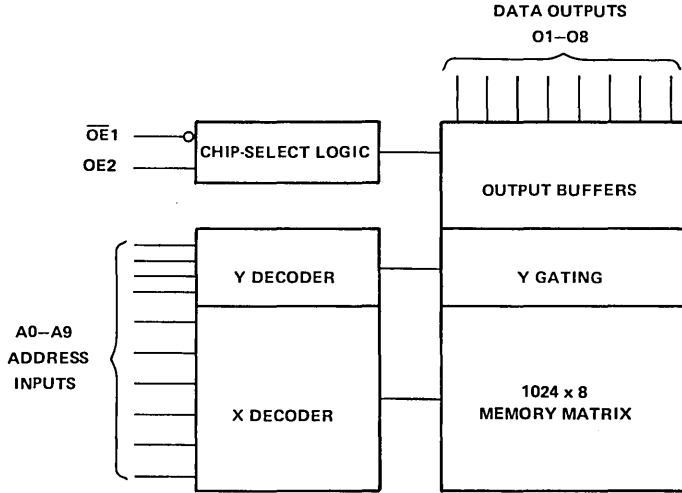 DATA OUTPUTS
O1–O8
O̅E̅1
OE2
CHIP-SELECT LOGIC
OUTPUT BUFFERS
Y DECODER
Y GATING
A0–A9
ADDRESS
INPUTS
X DECODER
1024 x 8
MEMORY MATRIX